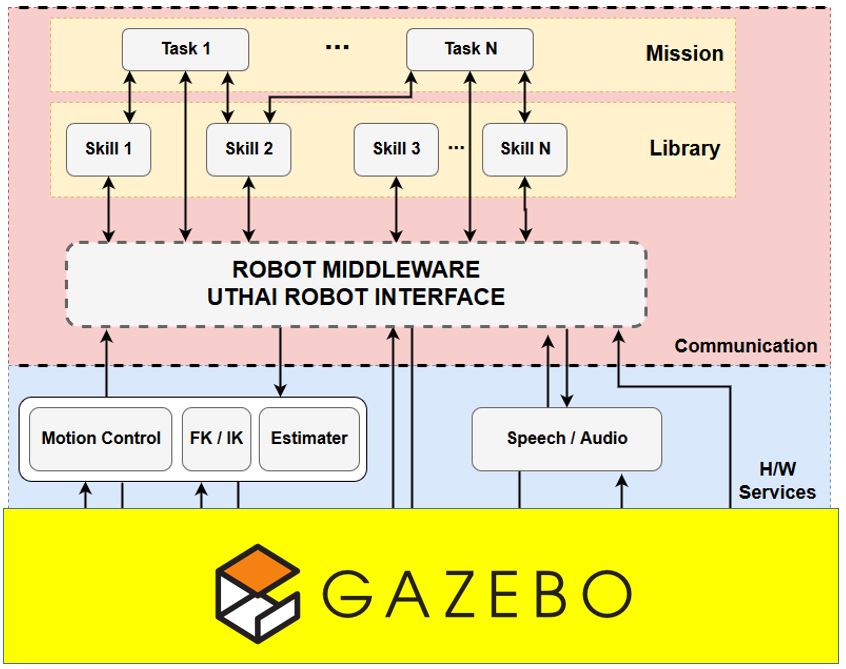 Task 1
...
Task N
Mission
Skill 1
Skill 2
Skill 3
...
Skill N
Library
ROBOT MIDDLEWARE
UTHAI ROBOT INTERFACE
Communication
Motion Control
FK / IK
Estimater
Speech / Audio
H/W
Services
GAZEBO